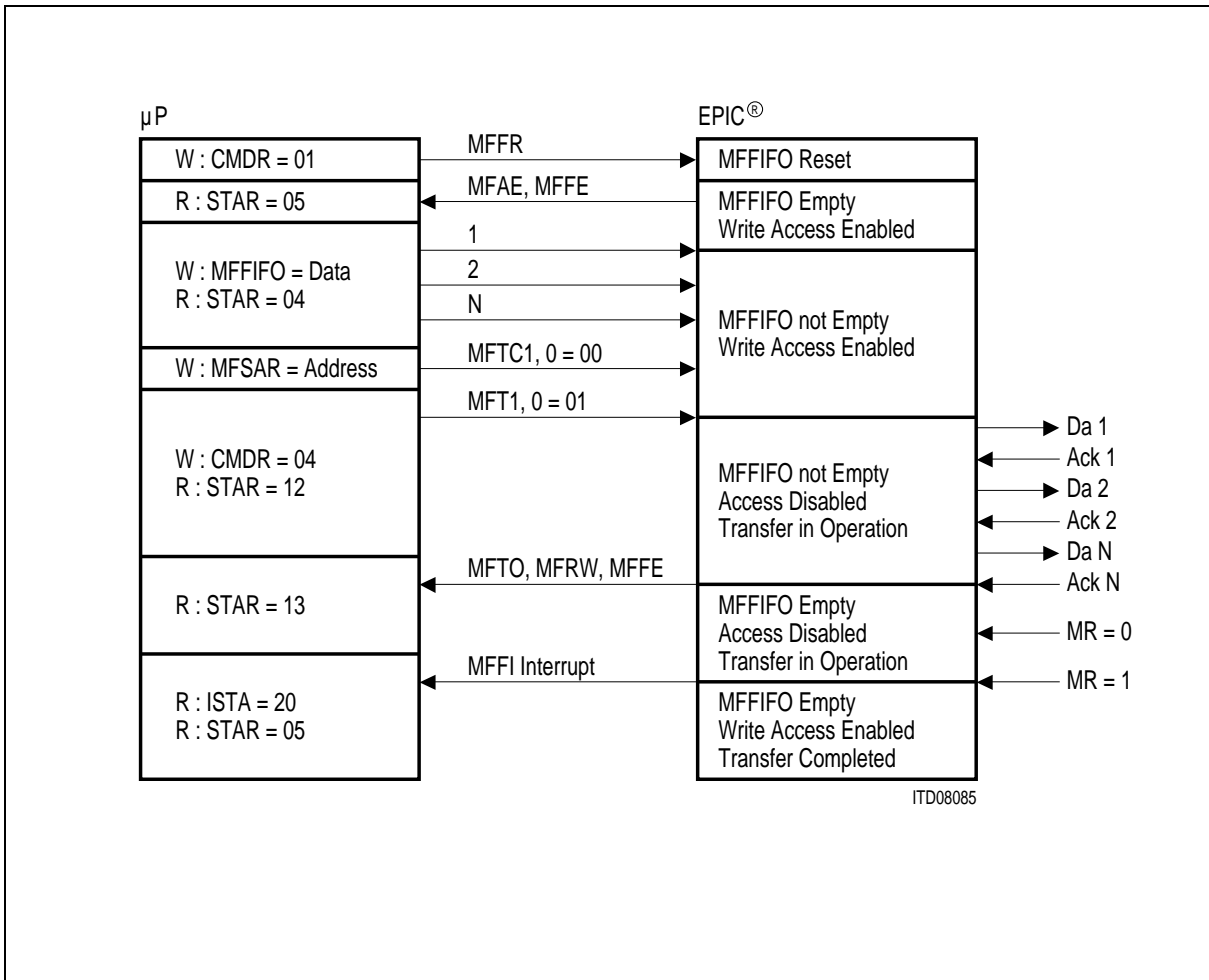 µP
EPIC®
W : CMDR = 01
MFFR
MFFIFO Reset
R : STAR = 05
MFAE, MFFE
MFFIFO Empty
Write Access Enabled
W : MFFIFO = Data
R : STAR = 04
1
2
N
MFFIFO not Empty
Write Access Enabled
W : MFSAR = Address
MFTC1, 0 = 00
MFT1, 0 = 01
W : CMDR = 04
R : STAR = 12
MFFIFO not Empty
Access Disabled
Transfer in Operation
Da 1
Ack 1
Da 2
Ack 2
Da N
Ack N
R : STAR = 13
MFTO, MFRW, MFFE
MFFIFO Empty
Access Disabled
Transfer in Operation
MR = 0
MR = 1
R : ISTA = 20
R : STAR = 05
MFFI Interrupt
MFFIFO Empty
Write Access Enabled
Transfer Completed
ITD08085